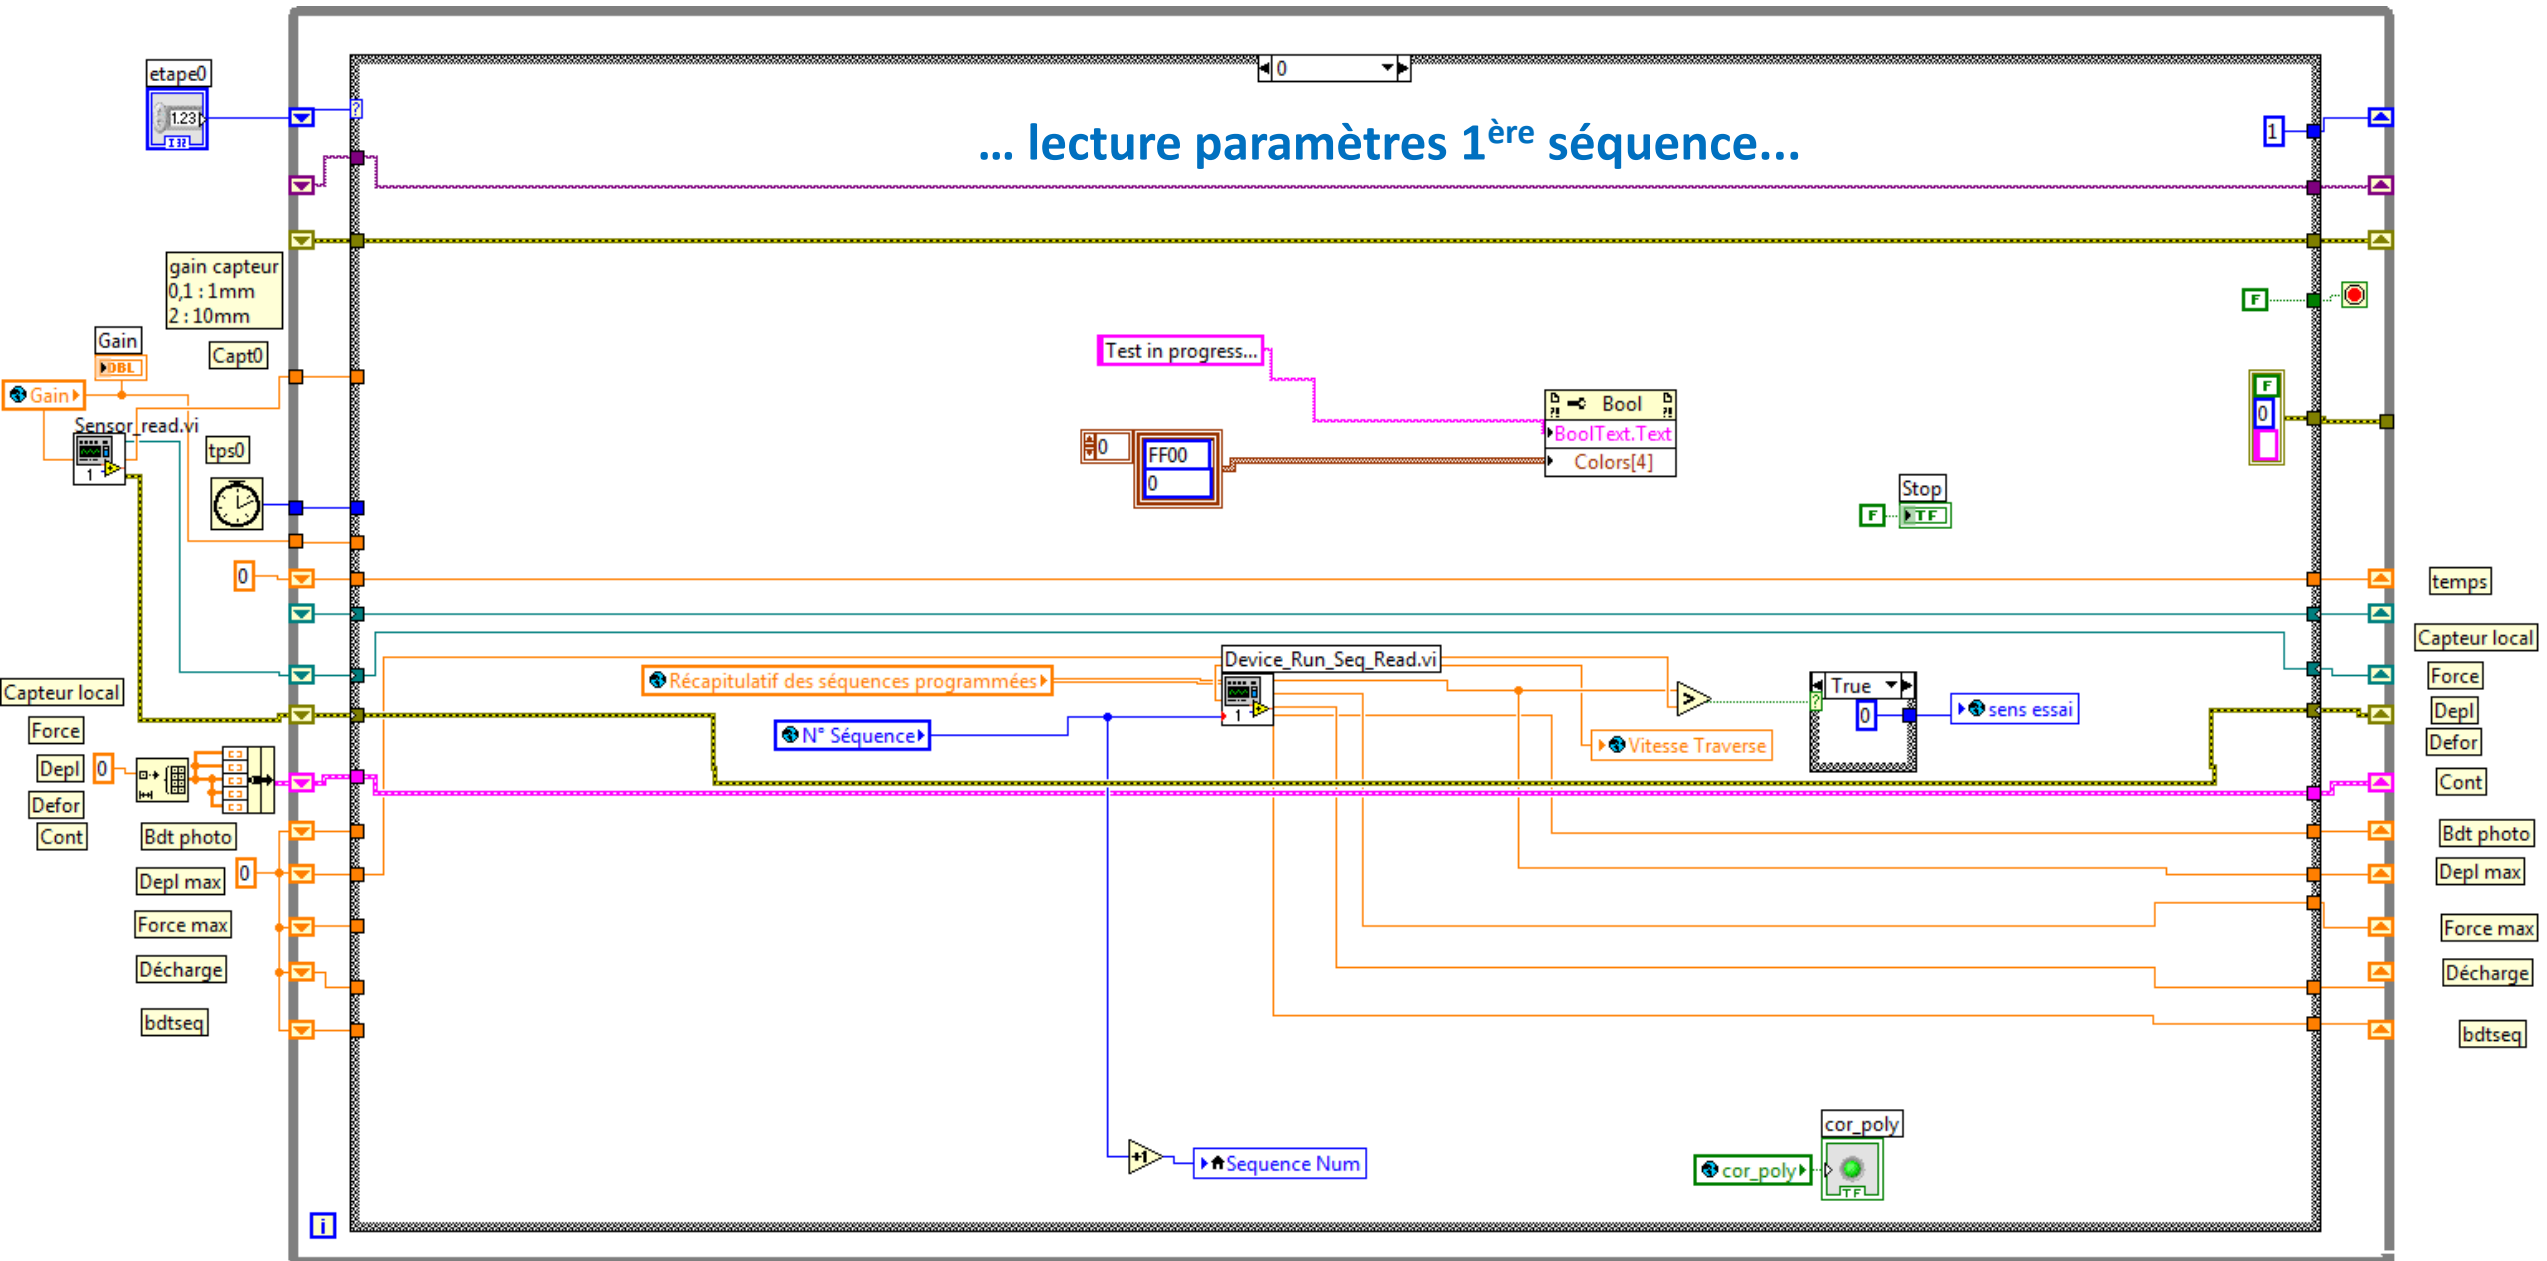 0
etape0
1.23
I32
?
... lecture paramètres 1ère séquence...
1
gain capteur
0,1 : 1mm
2 : 10mm
F
Gain
DBL
Capt0
Test in progress...
Gain
Bool
F
0
Sensor_read.vi
BoolText.Text
tps0
0
FF00
0
Colors[4]
1
Stop
F
TF
0
temps
Capteur local
Device_Run_Seq_Read.vi
Capteur local
Récapitulatif des séquences programmées
>
True
?
0
sens essai
Force
Depl
Force
N° Séquence
1
Vitesse Traverse
Defor
Depl
0
Cont
Defor
Cont
Bdt photo
Bdt photo
Depl max
0
Depl max
Force max
Force max
Décharge
Décharge
bdtseq
bdtseq
cor_poly
+1
Sequence Num
cor_poly
TF
i